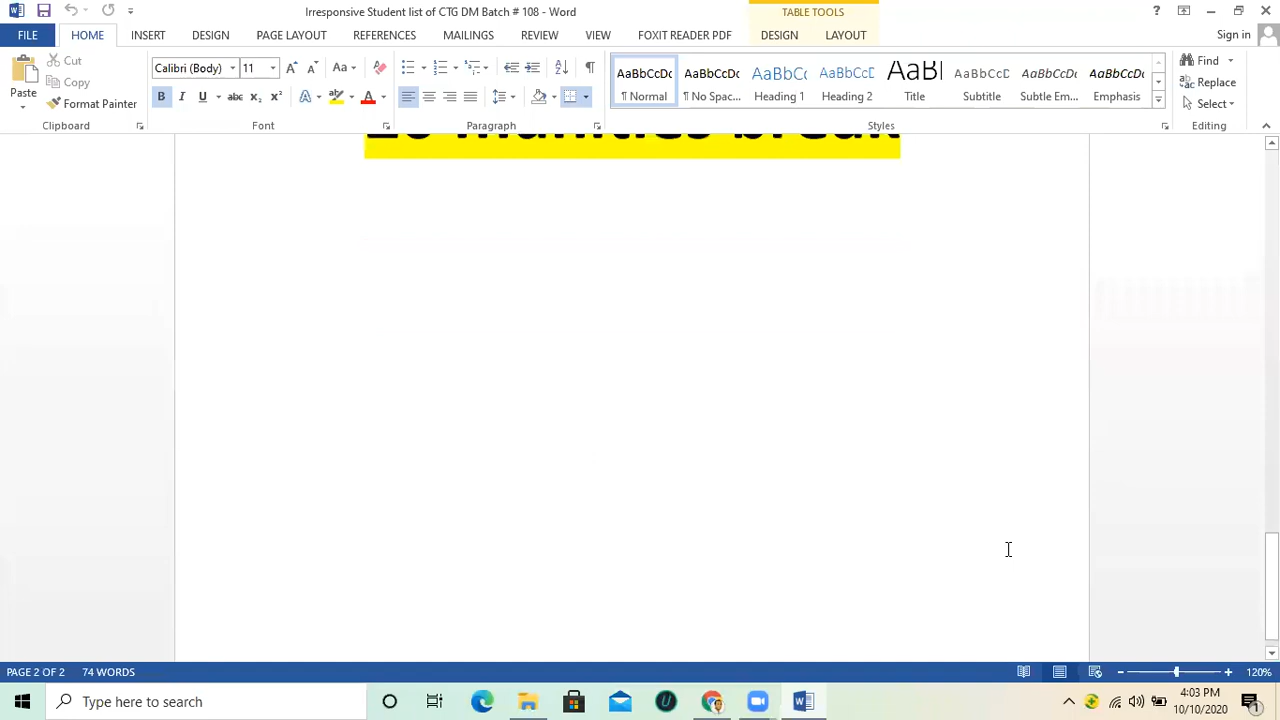 Irresponsive Student list of CTG DM Batch # 108 - Word
TABLE TOOLS
?
FILE
HOME
INSERT
DESIGN
PAGE LAYOUT
REFERENCES
MAILINGS
REVIEW
VIEW
FOXIT READER PDF
DESIGN
LAYOUT
Sign in
Paste
Cut
Copy
Format Painter
Clipboard
Calibri (Body)
11
Font
Paragraph
AaBbCcDc
¶ Normal
AaBbCcDc
¶ No Spac...
AaBbCc
Heading 1
AaBbCcD
Heading 2
AaBl
Title
AaBbCcD
Subtitle
AaBbCcDc
Subtle Em...
AaBbCcDc
Emphasis
Styles
Find
Replace
Select
Editing
break
PAGE 2 OF 2
74 WORDS
120%
Type here to search
4:03 PM
10/10/2020